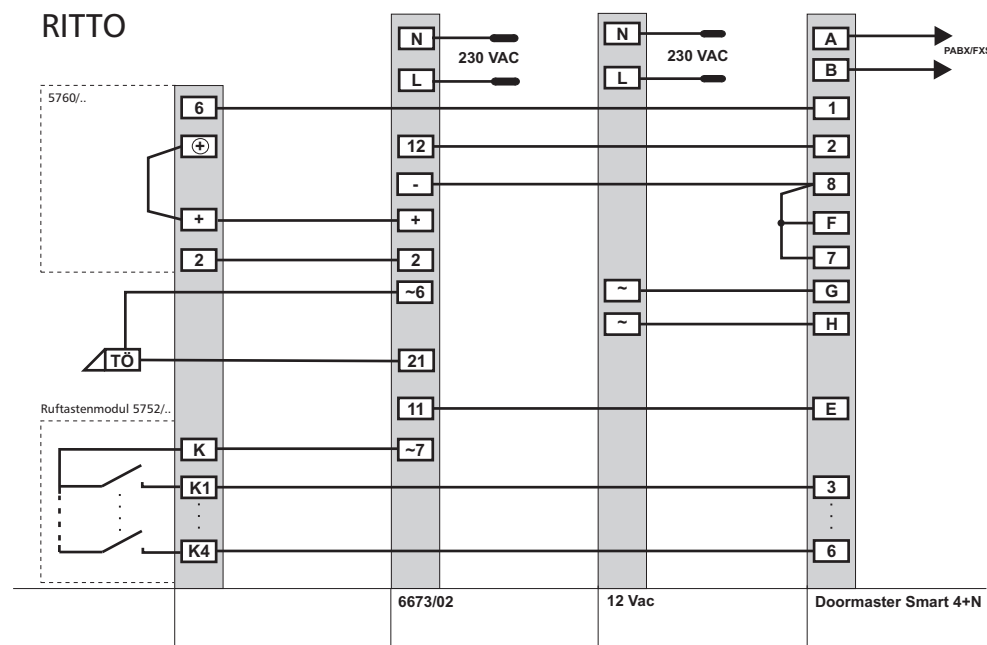 RITTO
N N A
230 VAC 230 VAC PABX/FXS
L L B
5760/..
6 1
+ 12 2
- 8
F
+ +
2 2 7
~6 ~ G
~ H
TÖ 21
Ruftastenmodul 5752/.. 11 E
K ~7
K1 3
K4 6
6673/02 12 Vac Doormaster Smart 4+N